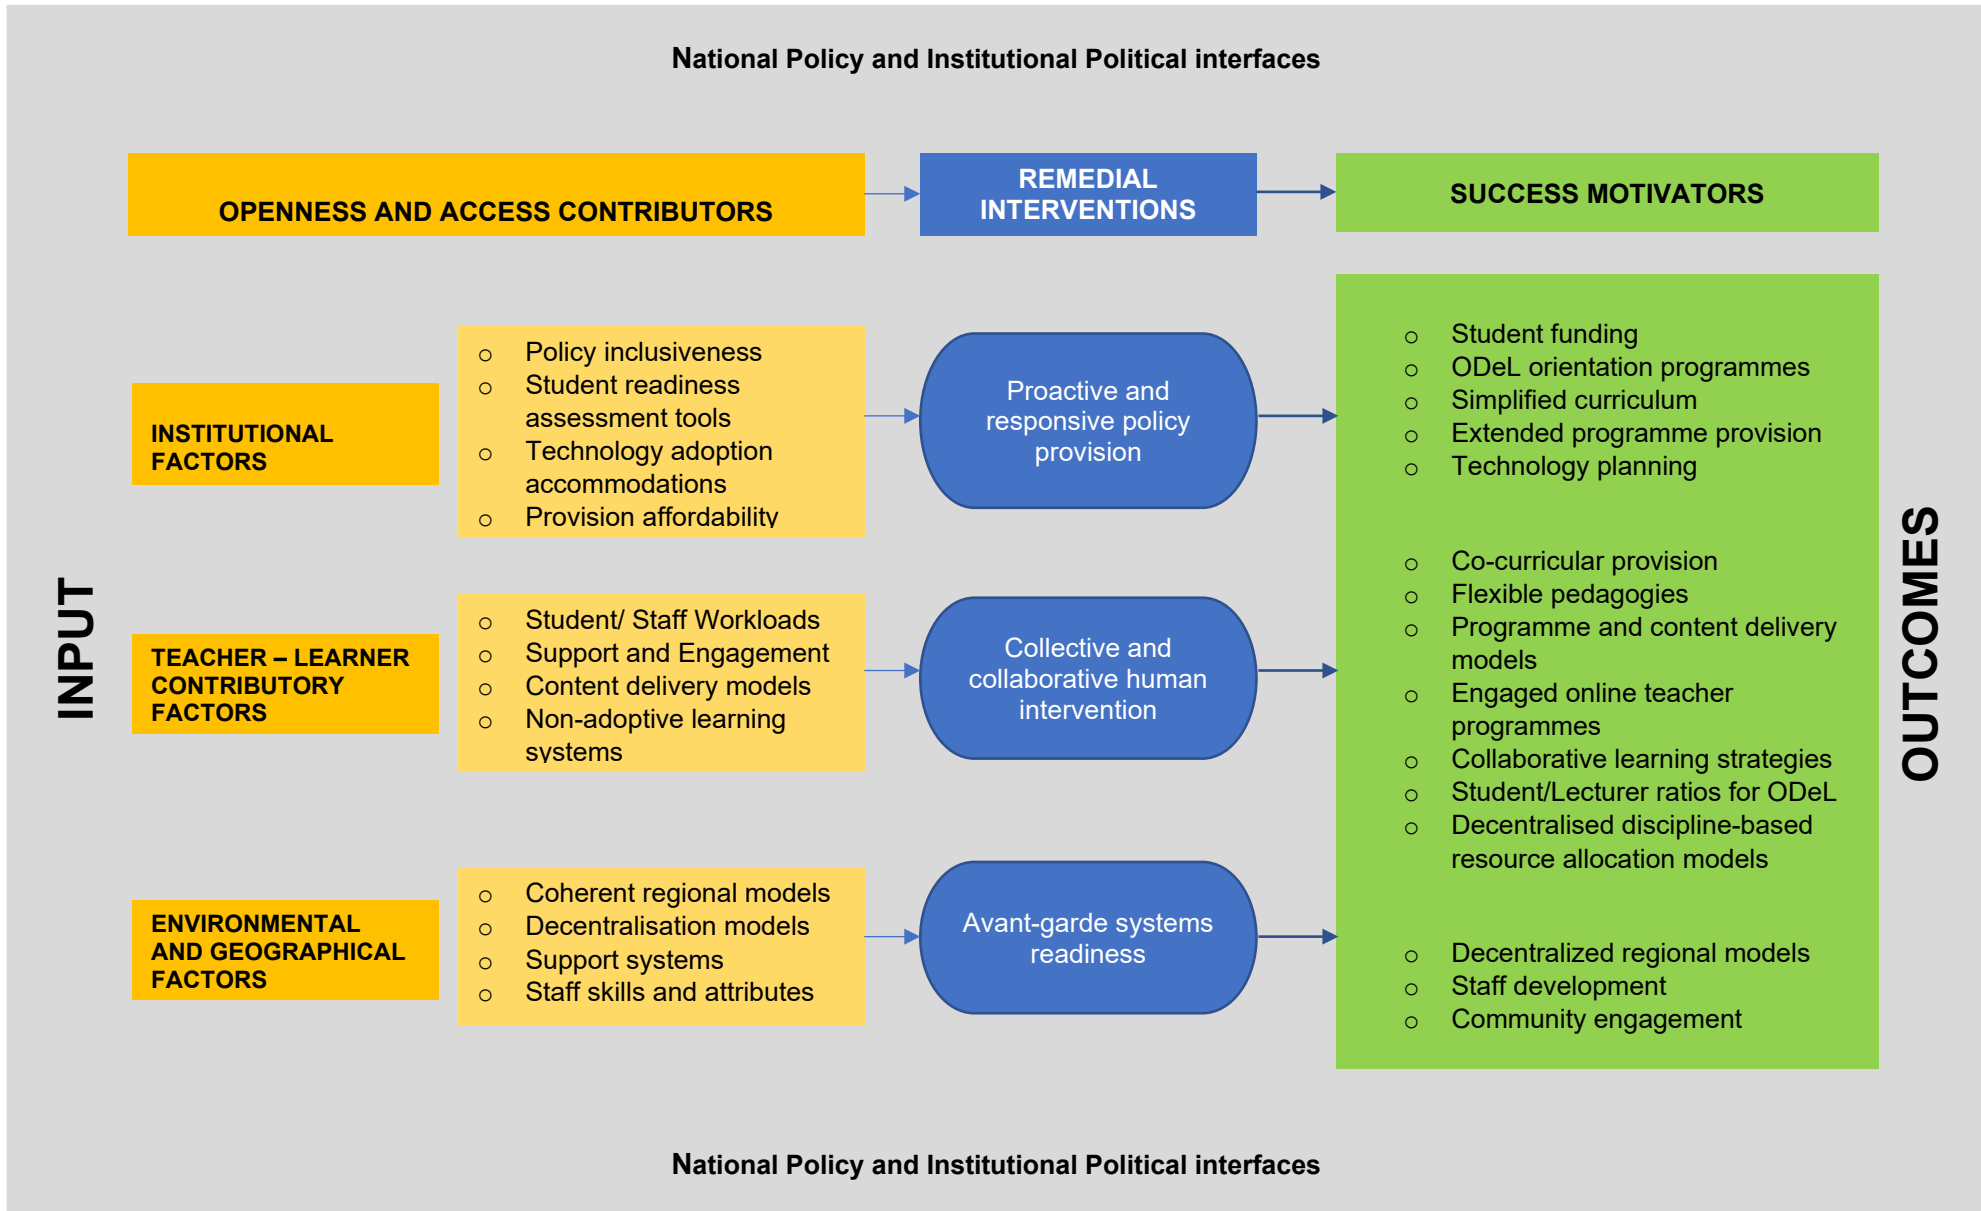 National Policy and Institutional Political interfaces
OPENNESS AND ACCESS CONTRIBUTORS
REMEDIAL
INTERVENTIONS
SUCCESS MOTIVATORS
INPUT
INSTITUTIONAL
FACTORS
o Policy inclusiveness
o Student readiness
assessment tools
o Technology adoption
accommodations
o Provision affordability
Proactive and
responsive policy
provision
o Student funding
o ODeL orientation programmes
o Simplified curriculum
o Extended programme provision
o Technology planning
TEACHER – LEARNER
CONTRIBUTORY
FACTORS
o Student/ Staff Workloads
o Support and Engagement
o Content delivery models
o Non-adoptive learning
systems
Collective and
collaborative human
intervention
o Co-curricular provision
o Flexible pedagogies
o Programme and content delivery
models
o Engaged online teacher
programmes
o Collaborative learning strategies
o Student/Lecturer ratios for ODeL
o Decentralised discipline-based
resource allocation models
ENVIRONMENTAL
AND GEOGRAPHICAL
FACTORS
o Coherent regional models
o Decentralisation models
o Support systems
o Staff skills and attributes
Avant-garde systems
readiness
o Decentralized regional models
o Staff development
o Community engagement
OUTCOMES
National Policy and Institutional Political interfaces